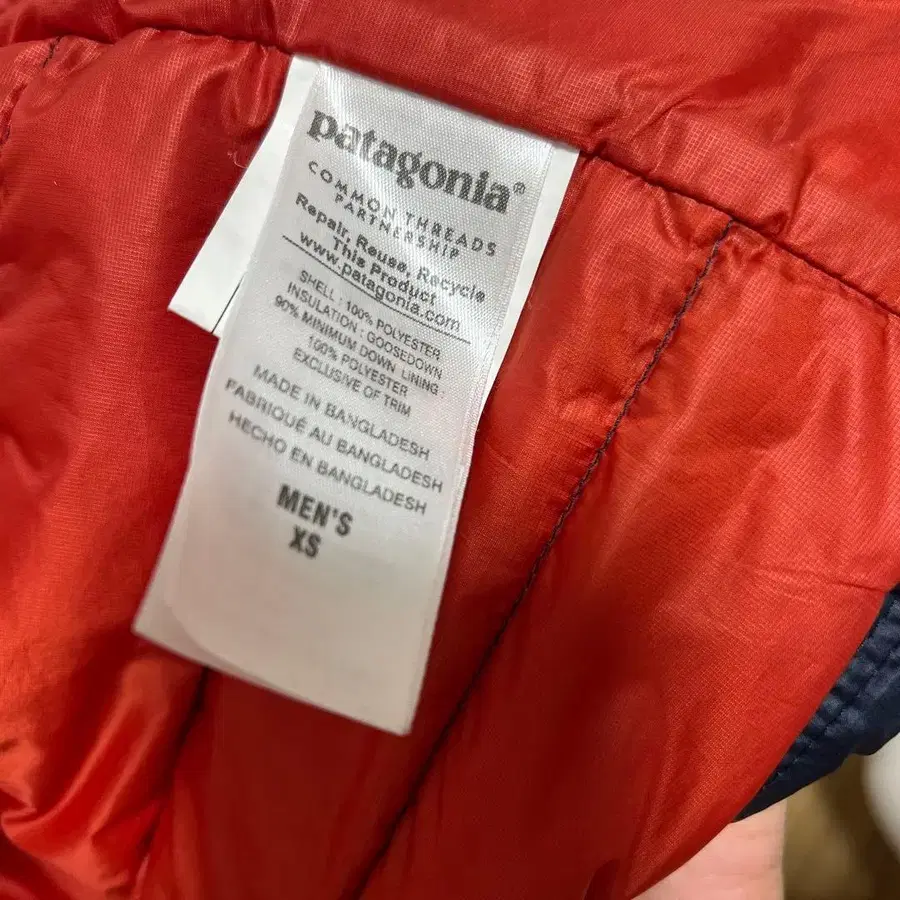 patagonia®
COMMON THREADS
PARTNERSHIP
Repair, Reuse, Recycle
This Product
www.patagonia.com
SHELL : 100% POLYESTER
INSULATION : GOOSEDOWN
90% MINIMUM DOWN LINING :
100% POLYESTER
EXCLUSIVE OF TRIM
MADE IN BANGLADESH
FABRIQUÉ AU BANGLADESH
HECHO EN BANGLADESH
MEN'S
XS